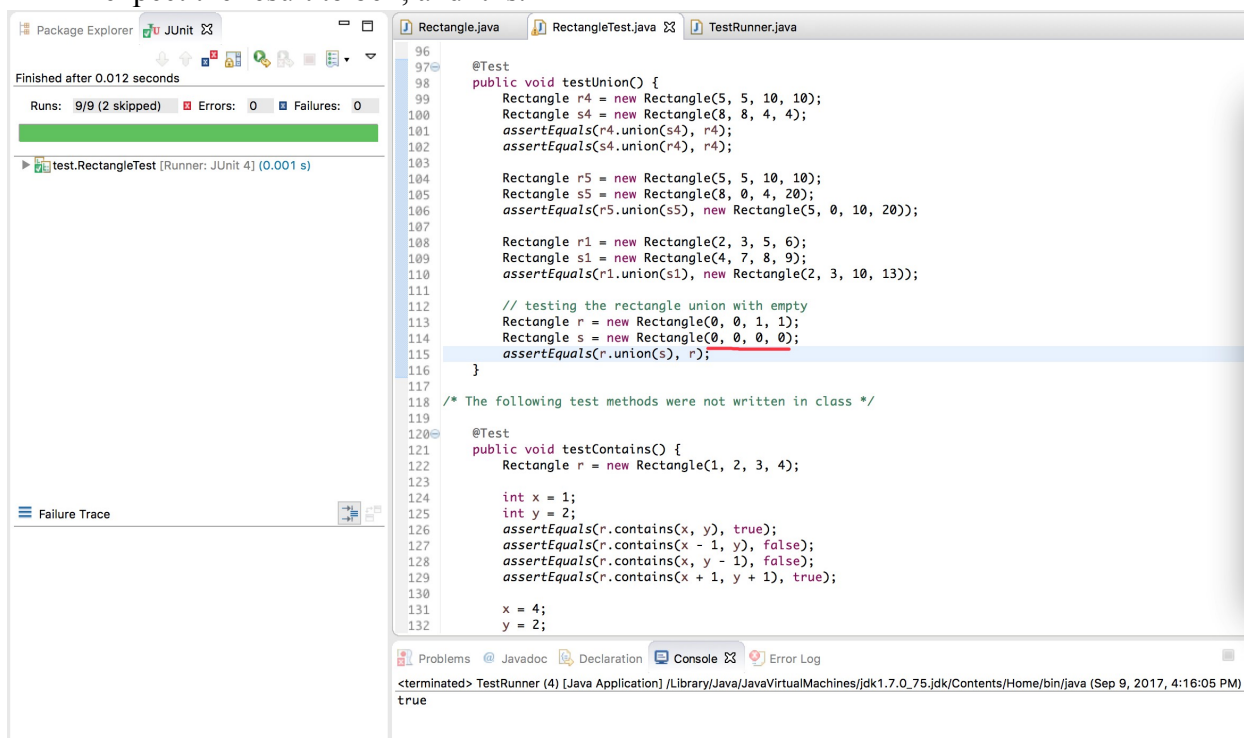 Package Explorer JUnit
Finished after 0.012 seconds
Runs: 9/9 (2 skipped) Errors: 0 Failures: 0
test.RectangleTest [Runner: JUnit 4] (0.001 s)
Failure Trace
Rectangle.java RectangleTest.java TestRunner.java
96
97 @Test
98 public void testUnion() {
99 Rectangle r4 = new Rectangle(5, 5, 10, 10);
100 Rectangle s4 = new Rectangle(8, 8, 4, 4);
101 assertEquals(r4.union(s4), r4);
102 assertEquals(s4.union(r4), r4);
103
104 Rectangle r5 = new Rectangle(5, 5, 10, 10);
105 Rectangle s5 = new Rectangle(8, 0, 4, 20);
106 assertEquals(r5.union(s5), new Rectangle(5, 0, 10, 20));
107
108 Rectangle r1 = new Rectangle(2, 3, 5, 6);
109 Rectangle s1 = new Rectangle(4, 7, 8, 9);
110 assertEquals(r1.union(s1), new Rectangle(2, 3, 10, 13));
111
112 // testing the rectangle union with empty
113 Rectangle r = new Rectangle(0, 0, 1, 1);
114 Rectangle s = new Rectangle(0, 0, 0, 0);
115 assertEquals(r.union(s), r);
116 }
117
118 /* The following test methods were not written in class */
119
120 @Test
121 public void testContains() {
122 Rectangle r = new Rectangle(1, 2, 3, 4);
123
124 int x = 1;
125 int y = 2;
126 assertEquals(r.contains(x, y), true);
127 assertEquals(r.contains(x - 1, y), false);
128 assertEquals(r.contains(x, y - 1), false);
129 assertEquals(r.contains(x + 1, y + 1), true);
130
131 x = 4;
132 y = 2;
Problems @ Javadoc Declaration Console Error Log
<terminated> TestRunner (4) [Java Application] /Library/Java/JavaVirtualMachines/jdk1.7.0_75.jdk/Contents/Home/bin/java (Sep 9, 2017, 4:16:05 PM)
true